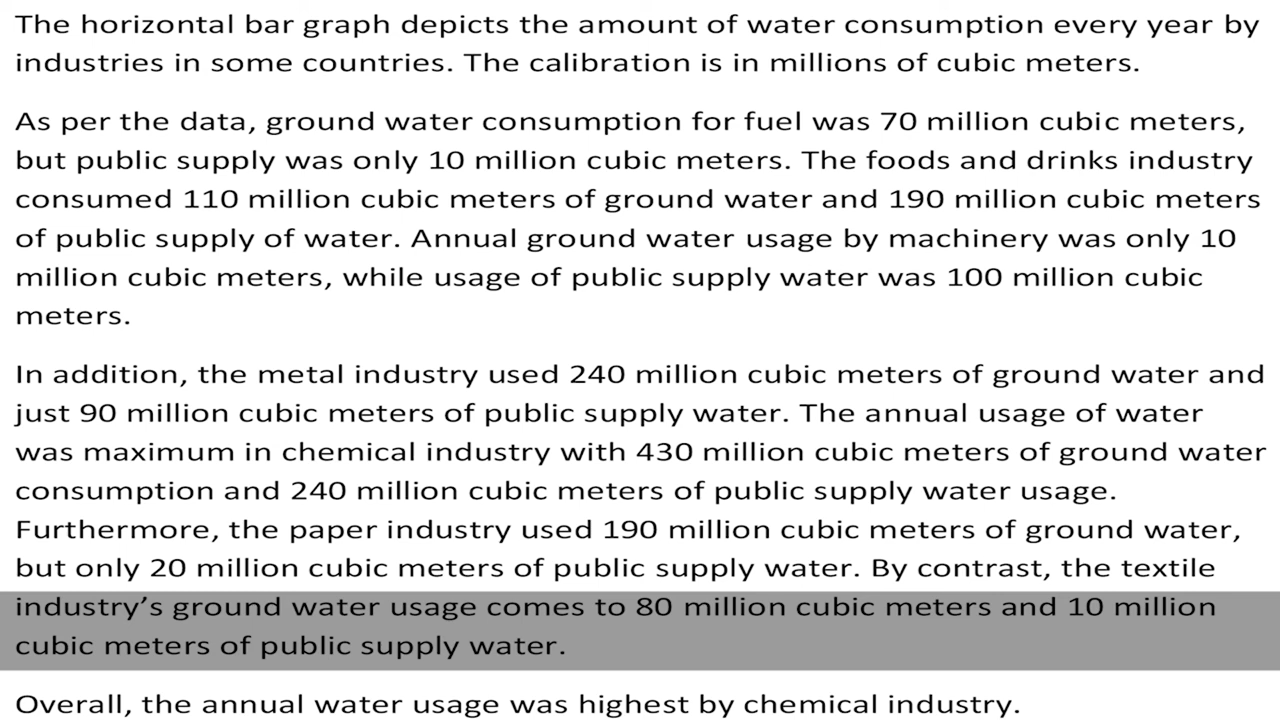 The horizontal bar graph depicts the amount of water consumption every year by
industries in some countries. The calibration is in millions of cubic meters.
As per the data, ground water consumption for fuel was 70 million cubic meters,
but public supply was only 10 million cubic meters. The foods and drinks industry
consumed 110 million cubic meters of ground water and 190 million cubic meters
of public supply of water. Annual ground water usage by machinery was only 10
million cubic meters, while usage of public supply water was 100 million cubic
meters.
In addition, the metal industry used 240 million cubic meters of ground water and
just 90 million cubic meters of public supply water. The annual usage of water
was maximum in chemical industry with 430 million cubic meters of ground water
consumption and 240 million cubic meters of public supply water usage.
Furthermore, the paper industry used 190 million cubic meters of ground water,
but only 20 million cubic meters of public supply water. By contrast, the textile
industry’s ground water usage comes to 80 million cubic meters and 10 million
cubic meters of public supply water.
Overall, the annual water usage was highest by chemical industry.